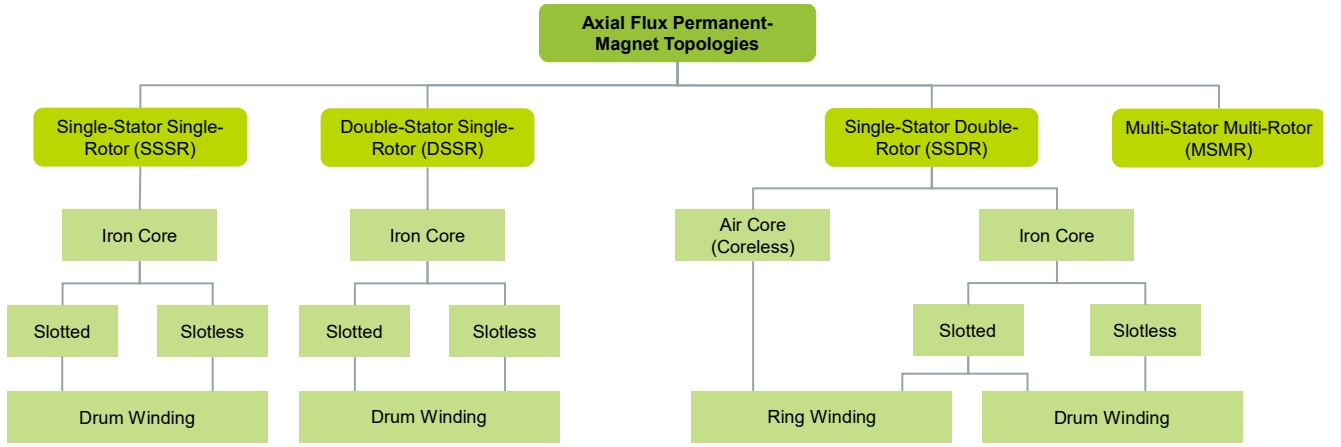 Axial Flux Permanent-
Magnet Topologies
Single-Stator Single-
Rotor (SSSR)
Double-Stator Single-
Rotor (DSSR)
Single-Stator Double-
Rotor (SSDR)
Multi-Stator Multi-Rotor
(MSMR)
Iron Core
Iron Core
Air Core
(Coreless)
Iron Core
Slotted
Slotless
Slotted
Slotless
Slotted
Slotless
Drum Winding
Drum Winding
Ring Winding
Drum Winding